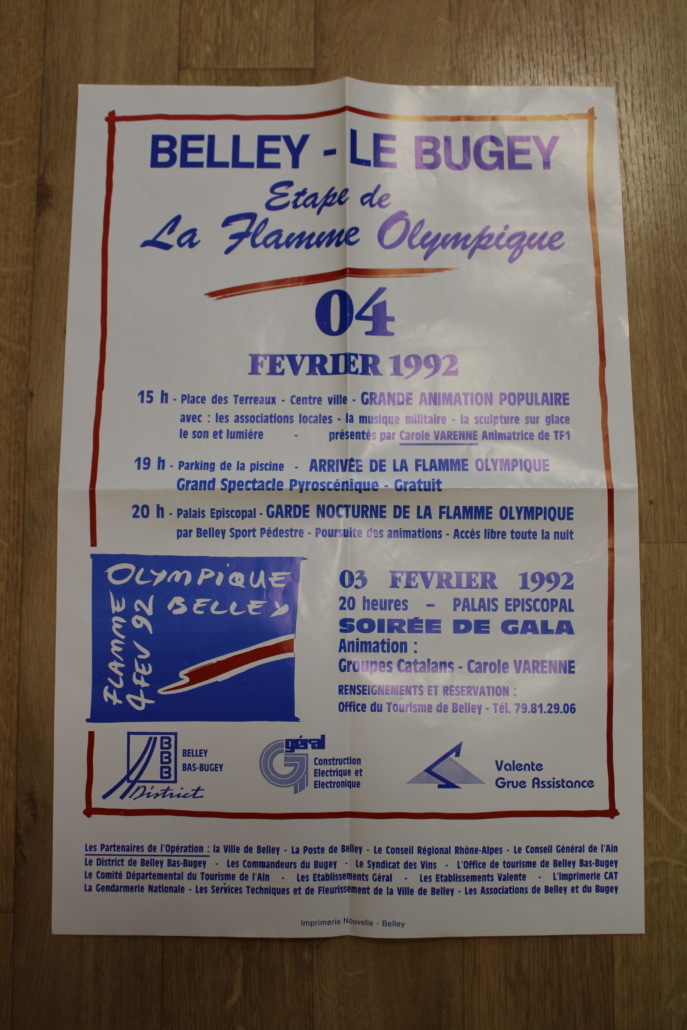 BELLEY - LE BUGEY
Etape de
La Flamme Olympique
04
FEVRIER 1992
15 h - Place des Terreaux - Centre ville - GRANDE ANIMATION POPULAIRE
avec : les associations locales - la musique militaire - la sculpture sur glace
le son et lumière - présentés par Carole VARENNE Animatrice de TF1
19 h - Parking de la piscine - ARRIVÉE DE LA FLAMME OLYMPIQUE
Grand Spectacle Pyroscénique - Gratuit
20 h - Palais Episcopal - GARDE NOCTURNE DE LA FLAMME OLYMPIQUE
par Belley Sport Pédestre - Poursuite des animations - Accès libre toute la nuit
OLYMPIQUE
BELLEY
FLAMME
4 FEV 92
03 FEVRIER 1992
20 heures – PALAIS EPISCOPAL
SOIRÉE DE GALA
Animation :
Groupes Catalans - Carole VARENNE
RENSEIGNEMENTS ET RÉSERVATION :
Office du Tourisme de Belley - Tél. 79.81.29.06
BBB
District
BELLEY
BAS-BUGEY
G géral
Construction
Electrique et
Electronique
Valente
Grue Assistance
Les Partenaires de l'Opération : la Ville de Belley - La Poste de Belley - Le Conseil Régional Rhône-Alpes - Le Conseil Général de l'Ain
Le District de Belley Bas-Bugey - Les Commandeurs du Bugey - Le Syndicat des Vins - L'Office de tourisme de Belley Bas-Bugey
Le Comité Départemental du Tourisme de l'Ain - Les Etablissements Géral - Les Etablissements Valente - L'Imprimerie CAT
La Gendarmerie Nationale - Les Services Techniques et de Fleurissement de la Ville de Belley - Les Associations de Belley et du Bugey
Imprimerie Nouvelle - Belley